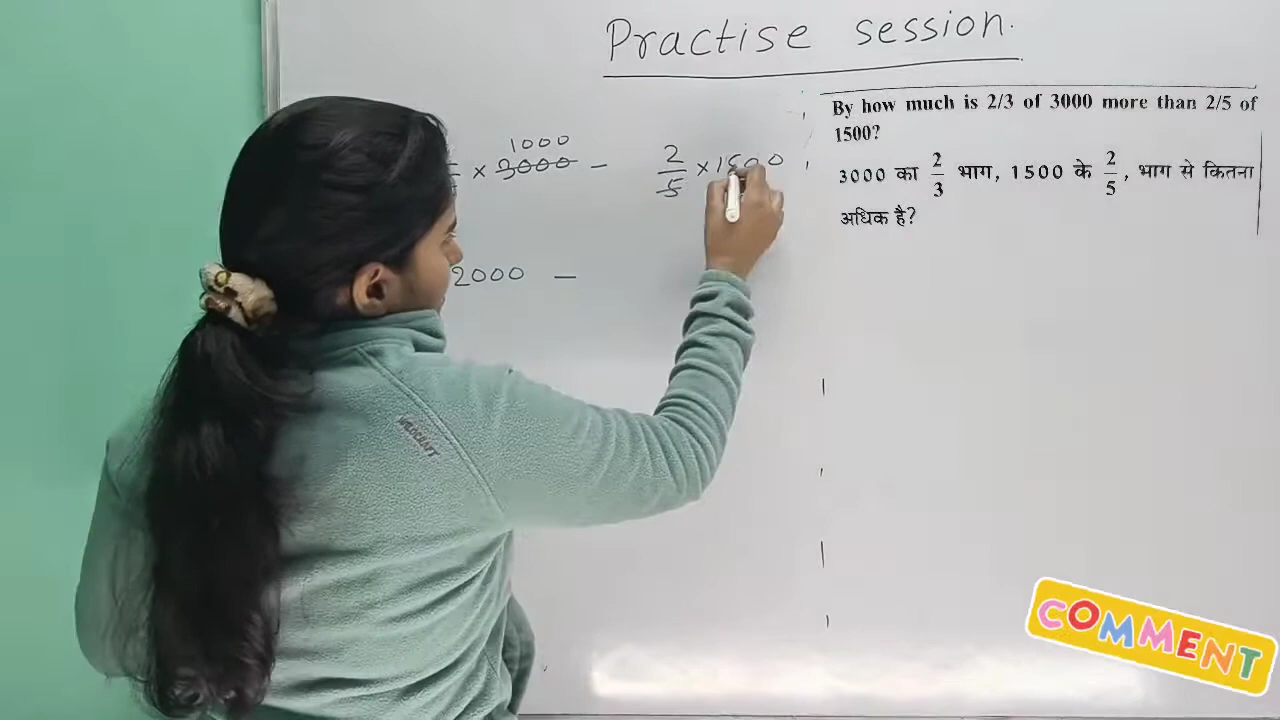 Practise session.
By how much is 2/3 of 3000 more than 2/5 of
1500?
3000 का 2/3 भाग, 1500 के 2/5, भाग से कितना
अधिक है?
1000
× 3000 − 2/5 × 1500
2000 −
WILDCRAFT
COMMENT